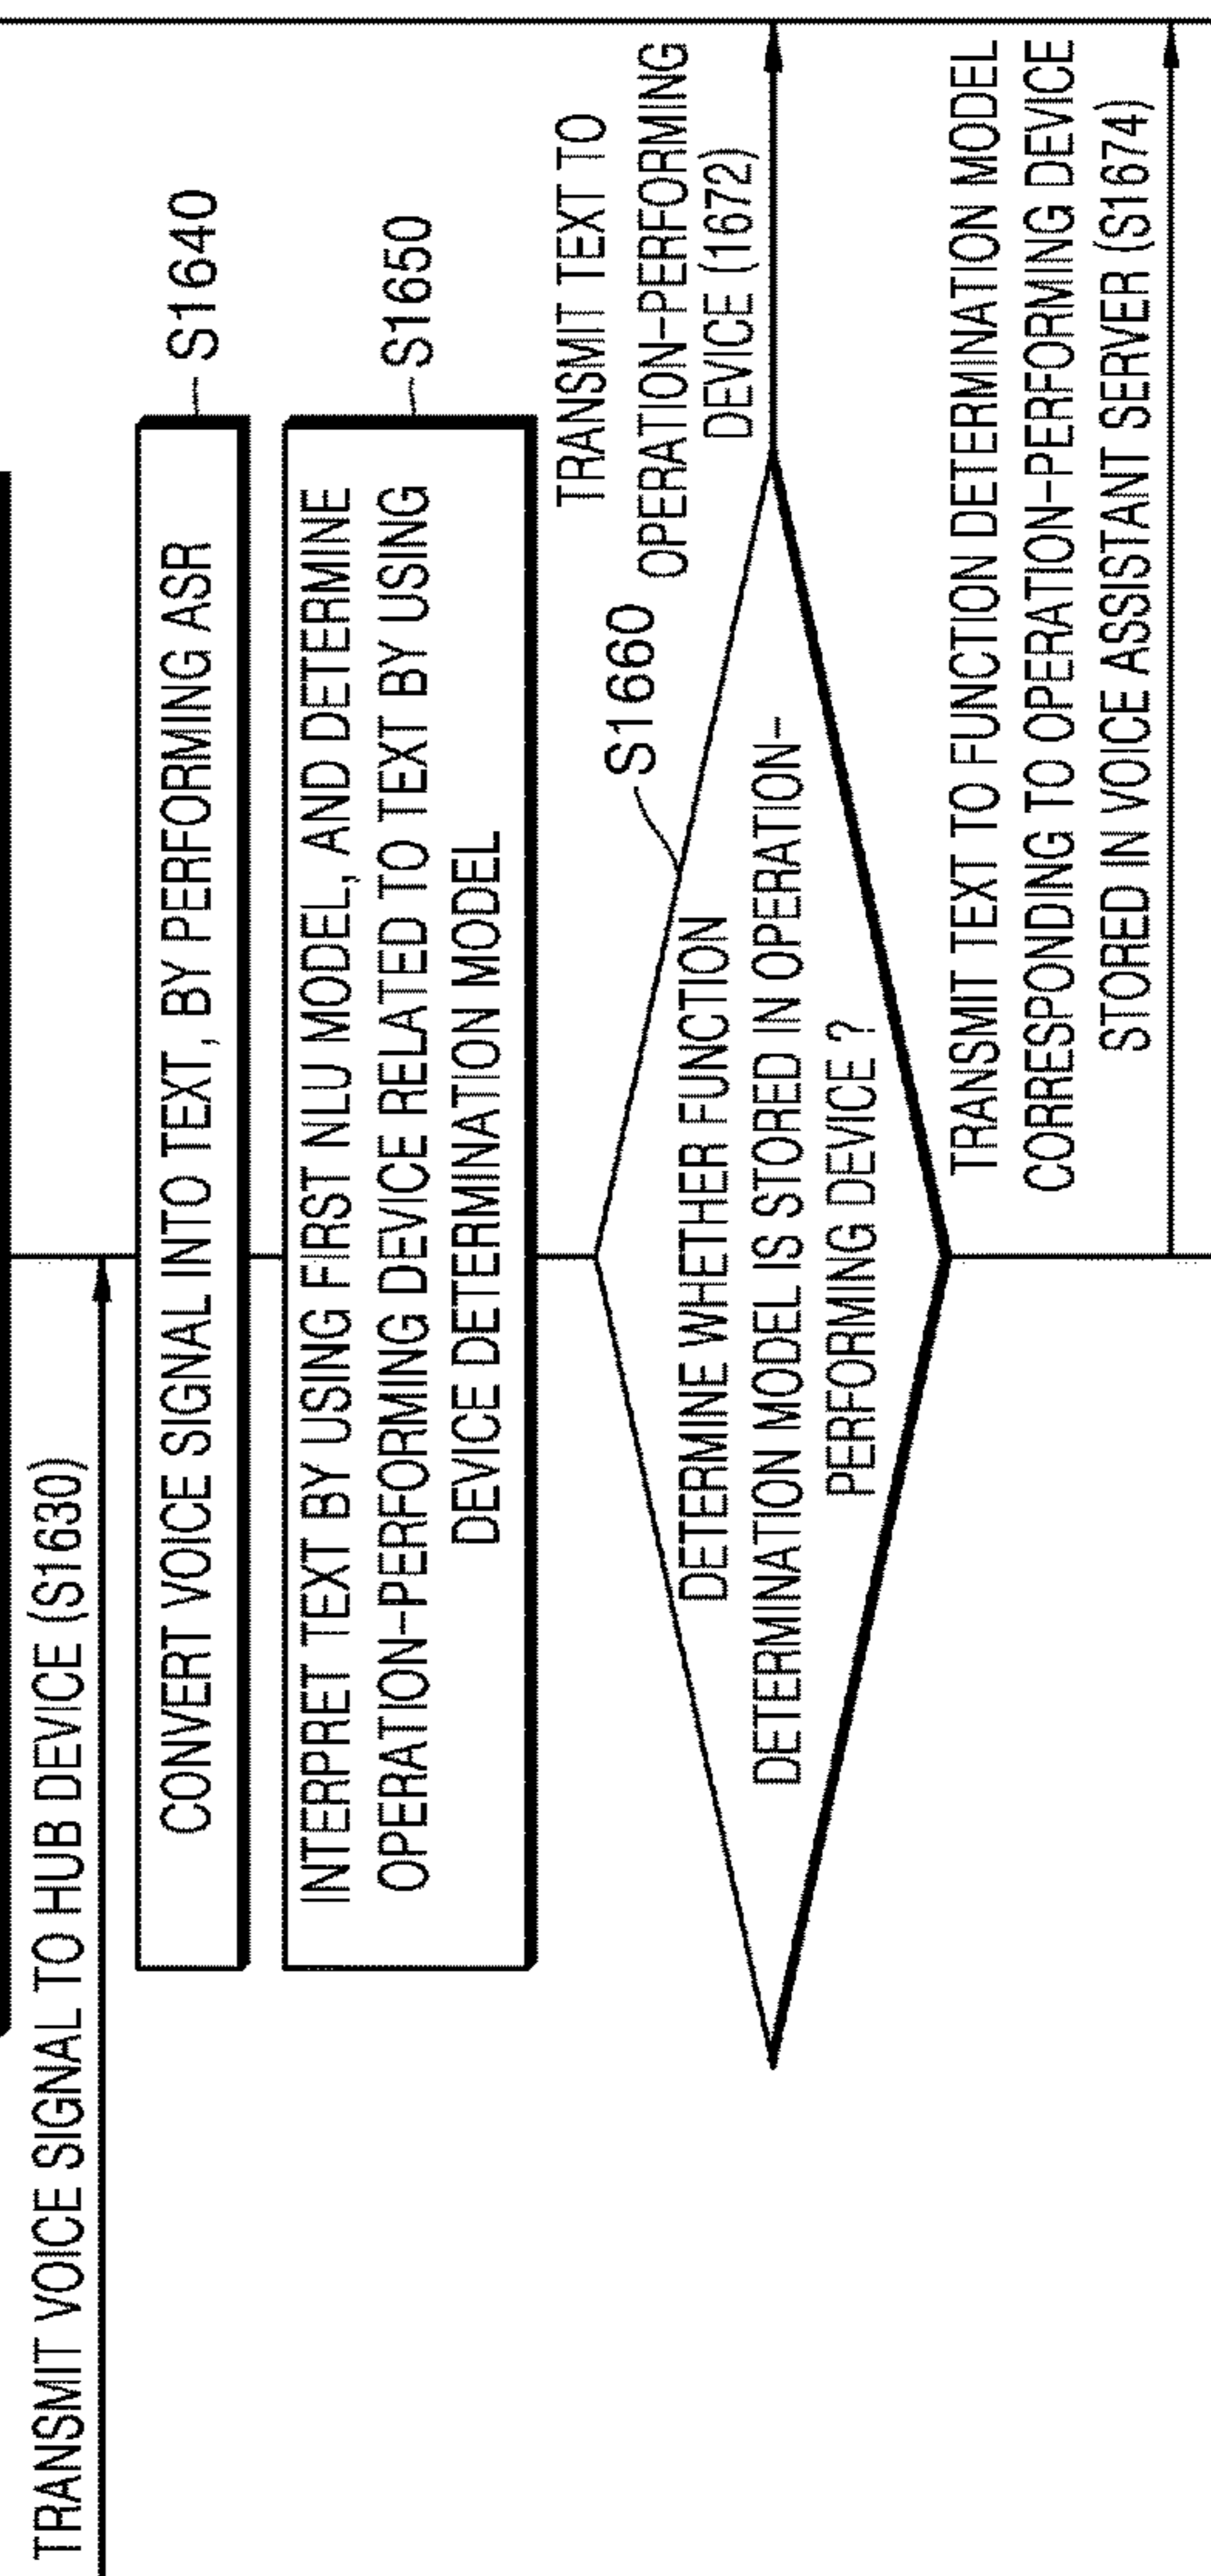 TRANSMIT VOICE SIGNAL TO HUB DEVICE (S1630)
CONVERT VOICE SIGNAL INTO TEXT, BY PERFORMING ASR
S1640
INTERPRET TEXT BY USING FIRST NLU MODEL, AND DETERMINE
OPERATION-PERFORMING DEVICE RELATED TO TEXT BY USING
DEVICE DETERMINATION MODEL
S1650
TRANSMIT TEXT TO
OPERATION-PERFORMING
DEVICE (1672)
S1660
DETERMINE WHETHER FUNCTION
DETERMINATION MODEL IS STORED IN OPERATION-
PERFORMING DEVICE ?
TRANSMIT TEXT TO FUNCTION DETERMINATION MODEL
CORRESPONDING TO OPERATION-PERFORMING DEVICE
STORED IN VOICE ASSISTANT SERVER (S1674)